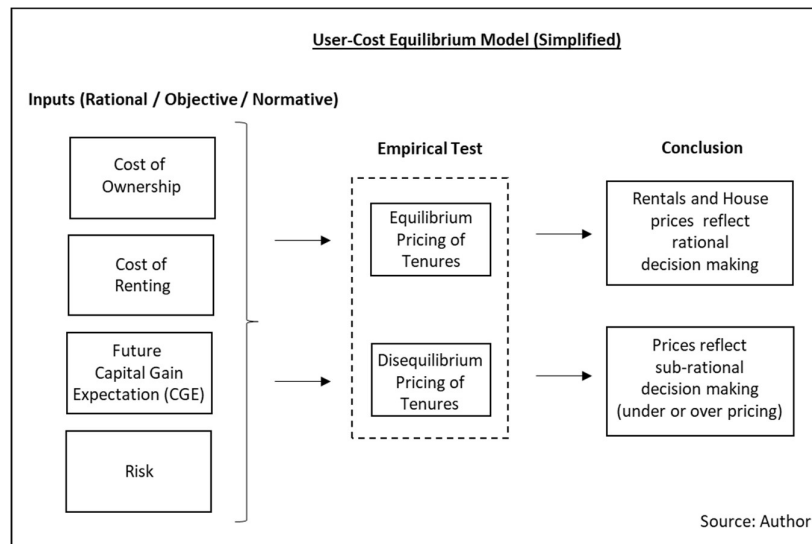 User-Cost Equilibrium Model (Simplified)
Inputs (Rational / Objective / Normative)
Cost of
Ownership
Cost of
Renting
Future
Capital Gain
Expectation (CGE)
Risk
Empirical Test
Equilibrium
Pricing of
Tenures
Disequilibrium
Pricing of
Tenures
Conclusion
Rentals and House
prices reflect
rational
decision making
Prices reflect
sub-rational
decision making
(under or over pricing)
Source: Author